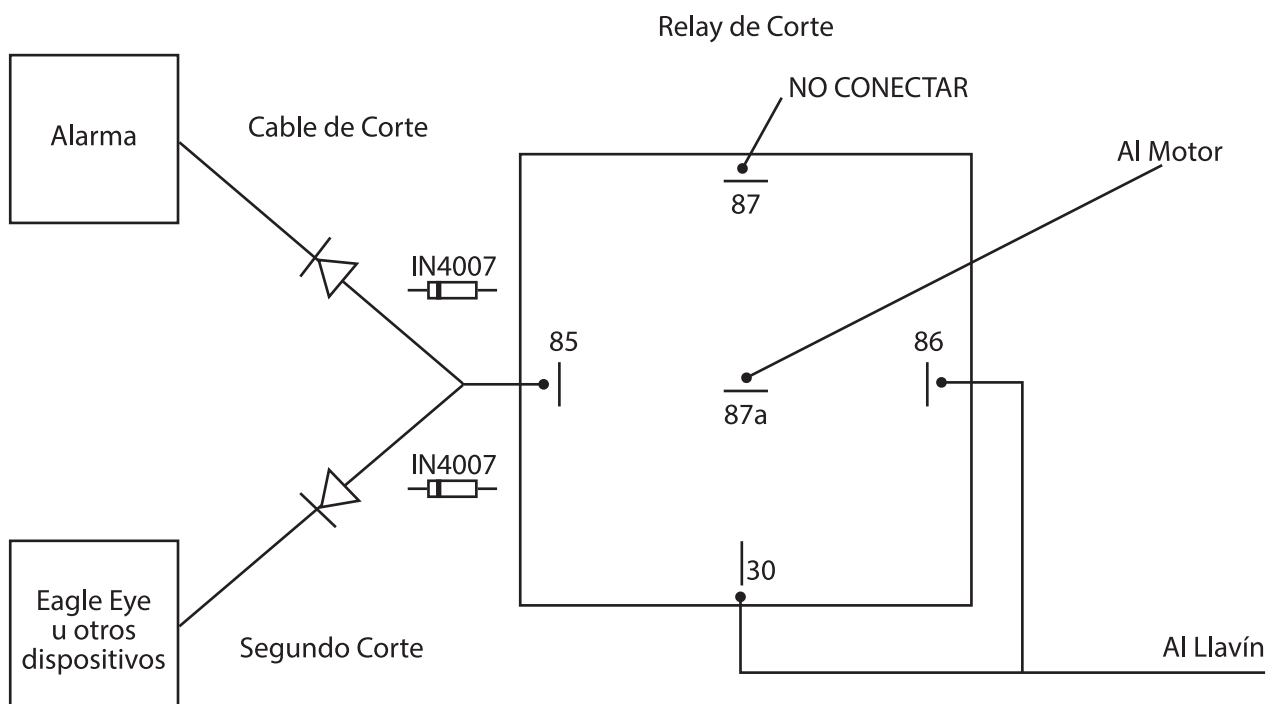 Relay de Corte
NO CONECTAR
Alarma
Cable de Corte
Al Motor
87
IN4007
85
86
87a
IN4007
30
Eagle Eye
u otros
dispositivos
Segundo Corte
Al Llavín